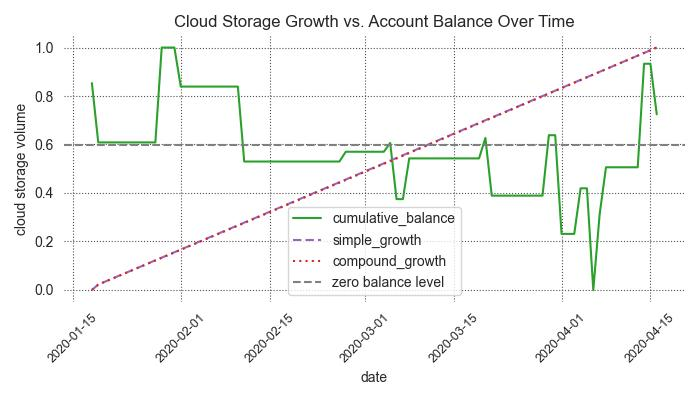 Cloud Storage Growth vs. Account Balance Over Time
cloud storage volume
1.0
0.8
0.6
0.4
0.2
0.0
cumulative_balance
simple_growth
compound_growth
zero balance level
2020-01-15
2020-02-01
2020-02-15
2020-03-01
2020-03-15
2020-04-01
2020-04-15
date